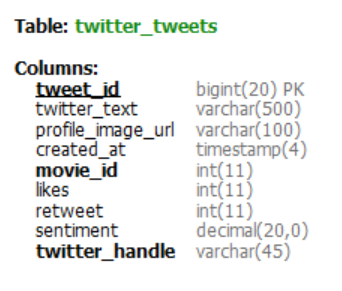 Table: twitter_tweets
Columns:
tweet_id bigint(20) PK
twitter_text varchar(500)
profile_image_url varchar(100)
created_at timestamp(4)
movie_id int(11)
likes int(11)
retweet int(11)
sentiment decimal(20,0)
twitter_handle varchar(45)